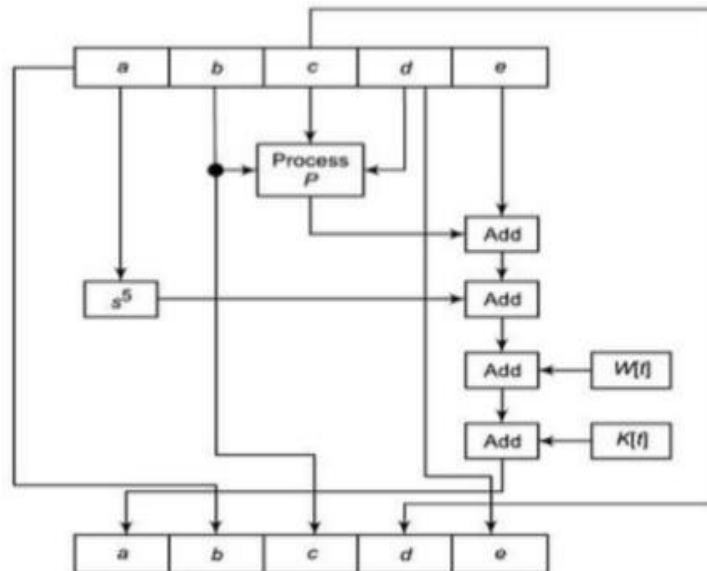 a b c d e
Process
P
Add
s⁵ Add
Add W[t]
Add K[t]
a b c d e